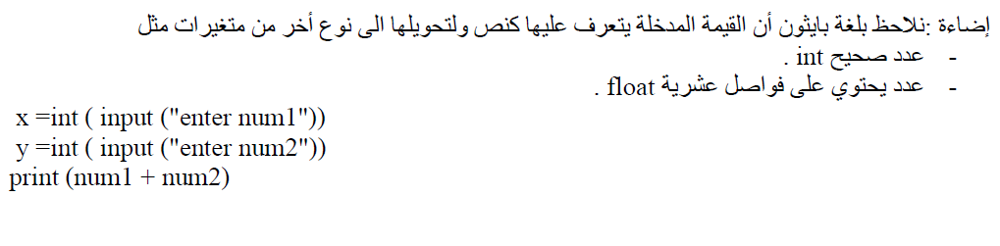 إضاءة :نلاحظ بلغة بايثون أن القيمة المدخلة يتعرف عليها كنص ولتحويلها الى نوع أخر من متغيرات مثل
- عدد صحيح int .
- عدد يحتوي على فواصل عشرية float .
x =int ( input ("enter num1"))
y =int ( input ("enter num2"))
print (num1 + num2)